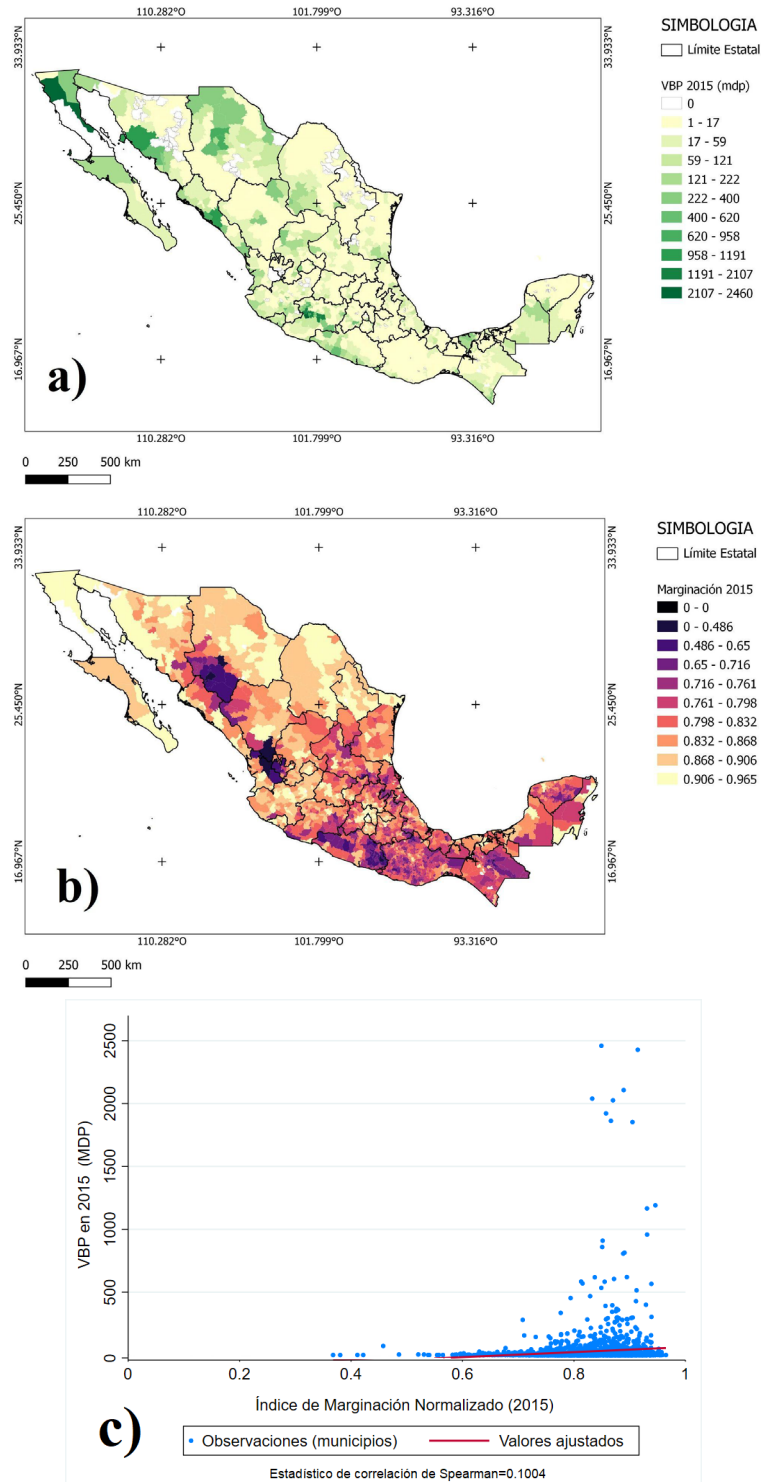 110.282°O 101.799°O 93.316°O
SIMBOLOGIA
Límite Estatal
VBP 2015 (mdp)
0
1 - 17
17 - 59
59 - 121
121 - 222
222 - 400
400 - 620
620 - 958
958 - 1191
1191 - 2107
2107 - 2460
33.933°N
25.450°N
16.967°N
33.933°N
25.450°N
16.967°N
a)
110.282°O 101.799°O 93.316°O
0 250 500 km
110.282°O 101.799°O 93.316°O
SIMBOLOGIA
Límite Estatal
Marginación 2015
0 - 0
0 - 0.486
0.486 - 0.65
0.65 - 0.716
0.716 - 0.761
0.761 - 0.798
0.798 - 0.832
0.832 - 0.868
0.868 - 0.906
0.906 - 0.965
33.933°N
25.450°N
16.967°N
33.933°N
25.450°N
16.967°N
b)
110.282°O 101.799°O 93.316°O
0 250 500 km
VBP en 2015 (MDP)
2500
2000
1500
1000
500
0
0 0.2 0.4 0.6 0.8 1
Índice de Marginación Normalizado (2015)
c)
Observaciones (municipios) Valores ajustados
Estadístico de correlación de Spearman=0.1004